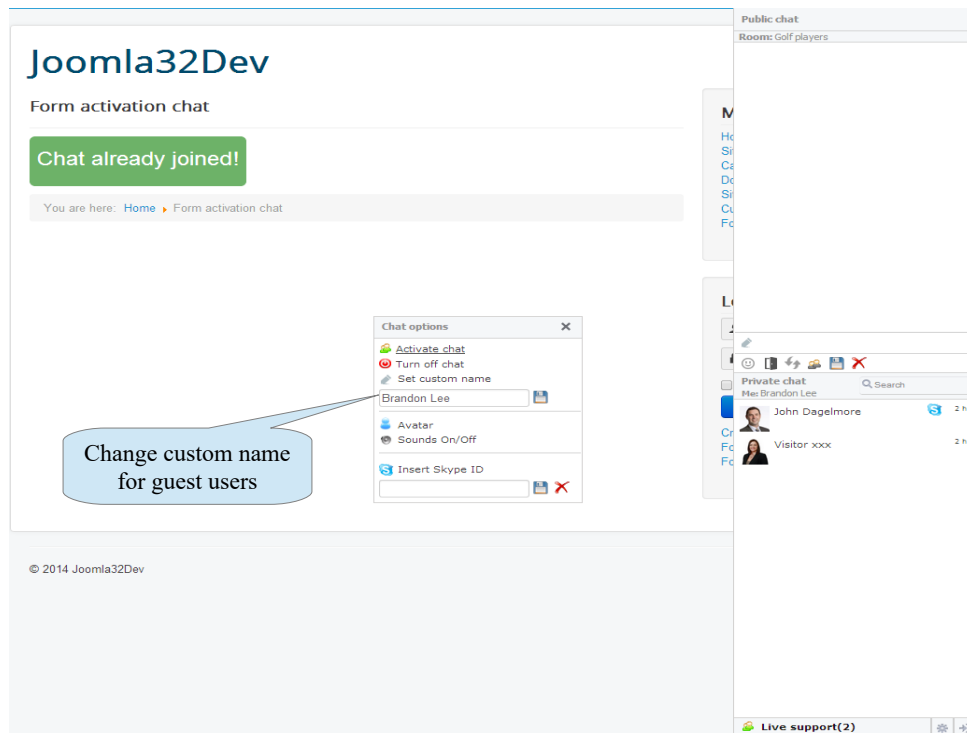 Joomla32Dev
Form activation chat
Chat already joined!
You are here: Home Form activation chat
Chat options
Activate chat
Turn off chat
Set custom name
Brandon Lee
Avatar
Sounds On/Off
Insert Skype ID
Change custom name
for guest users
© 2014 Joomla32Dev
Public chat
Room: Golf players
Private chat
Search
Me: Brandon Lee
John Dagelmore
2 h
Visitor xxx
2 h
Live support(2)